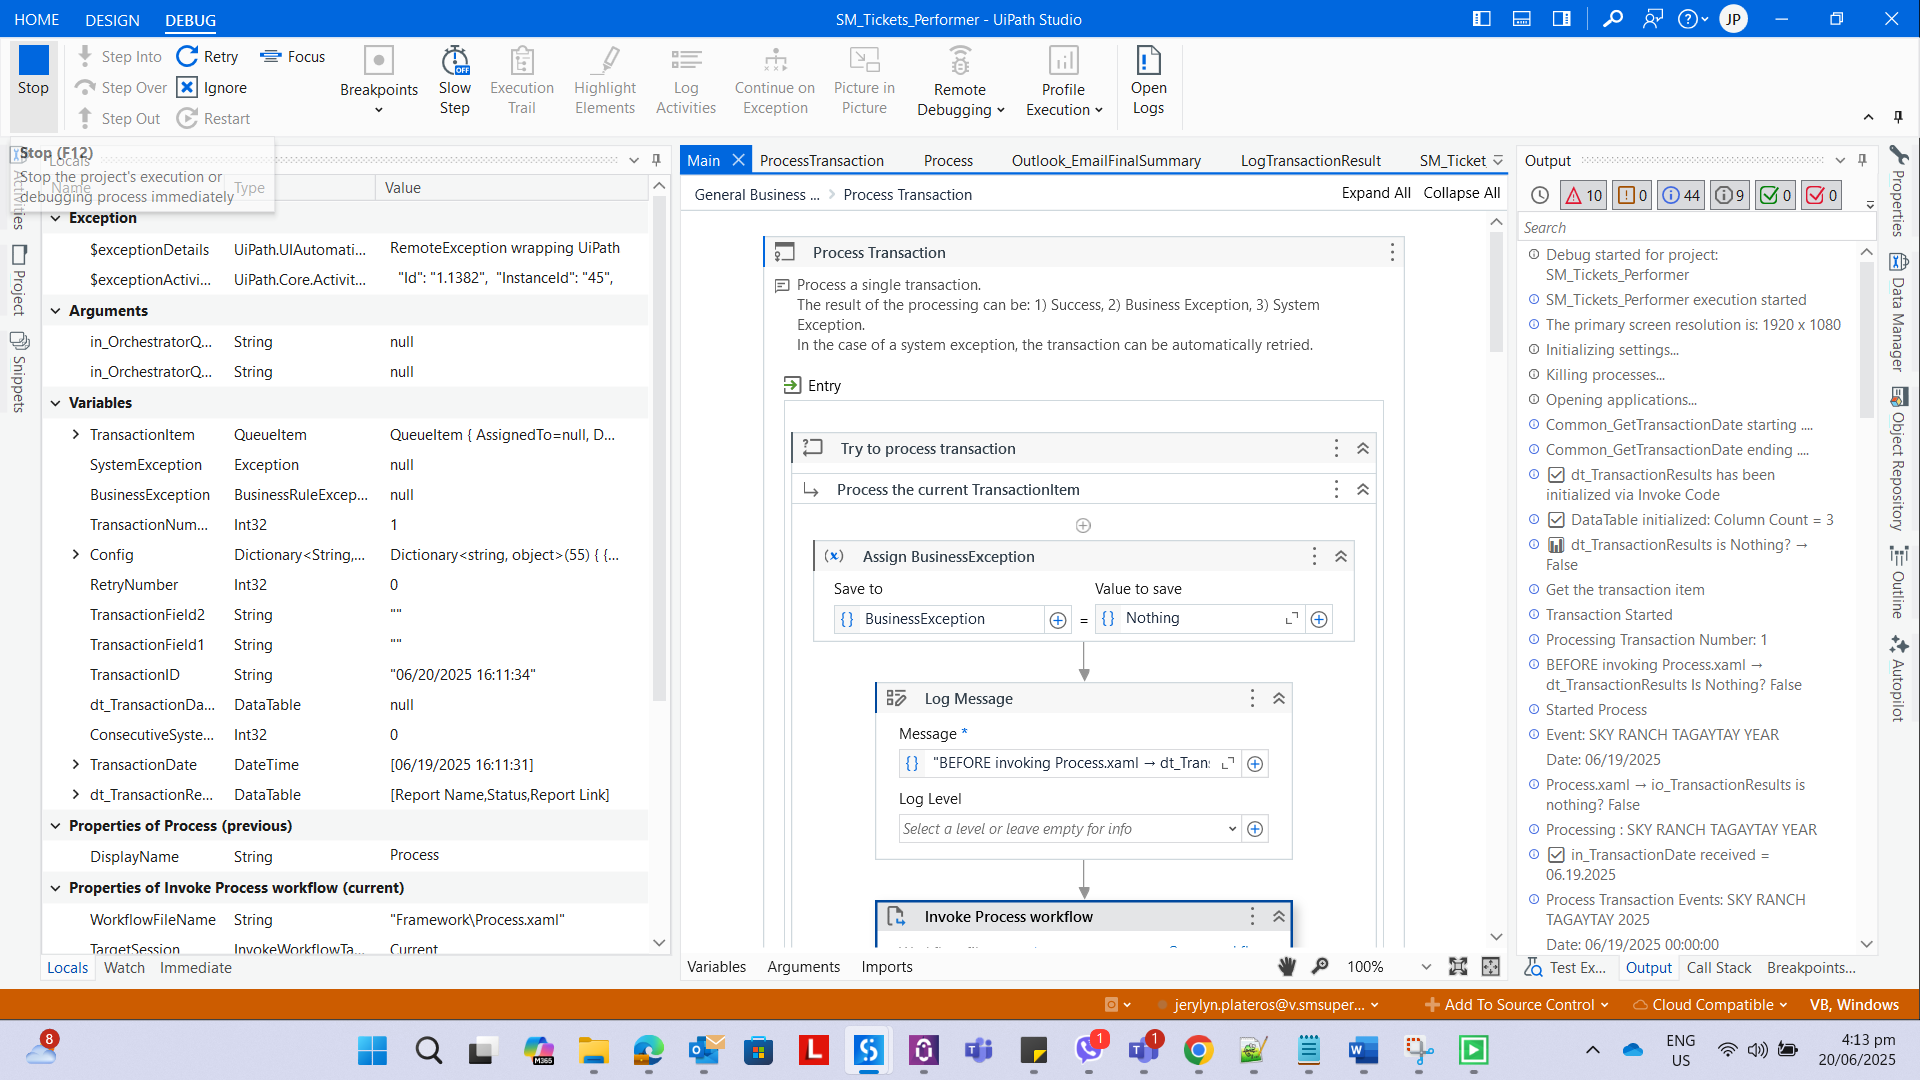 HOME
DESIGN
DEBUG
SM_Tickets_Performer - UiPath Studio
JP
Stop
Step Into
Step Over
Step Out
Retry
Ignore
Restart
Focus
Breakpoints
Slow
Step
OFF
Execution
Trail
Highlight
Elements
Log
Activities
Continue on
Exception
Picture in
Picture
Remote
Debugging
Profile
Execution
Open
Logs
Stop (F12)
Stop the project's execution or
debugging process immediately
Locals
Name
Type
Value
Activities
Project
Snippets
Exception
$exceptionDetails UiPath.UIAutomati... RemoteException wrapping UiPath
$exceptionActivi... UiPath.Core.Activit... "Id": "1.1382", "InstanceId": "45",
Arguments
in_OrchestratorQ... String null
in_OrchestratorQ... String null
Variables
TransactionItem QueueItem QueueItem { AssignedTo=null, D...
SystemException Exception null
BusinessException BusinessRuleExcep... null
TransactionNum... Int32 1
Config Dictionary<String,... Dictionary<string, object>(55) { {...
RetryNumber Int32 0
TransactionField2 String ""
TransactionField1 String ""
TransactionID String "06/20/2025 16:11:34"
dt_TransactionDa... DataTable null
ConsecutiveSyste... Int32 0
TransactionDate DateTime [06/19/2025 16:11:31]
dt_TransactionRe... DataTable [Report Name,Status,Report Link]
Properties of Process (previous)
DisplayName String Process
Properties of Invoke Process workflow (current)
WorkflowFileName String "Framework\Process.xaml"
TargetSession InvokeWorkflowTa... Current
Locals
Watch
Immediate
Main
ProcessTransaction
Process
Outlook_EmailFinalSummary
LogTransactionResult
SM_Ticket
General Business ...
Process Transaction
Expand All
Collapse All
Process Transaction
Process a single transaction.
The result of the processing can be: 1) Success, 2) Business Exception, 3) System
Exception.
In the case of a system exception, the transaction can be automatically retried.
Entry
Try to process transaction
Process the current TransactionItem
(x) Assign BusinessException
Save to
Value to save
{} BusinessException
=
{} Nothing
Log Message
Message *
{} "BEFORE invoking Process.xaml → dt_Tran:
Log Level
Select a level or leave empty for info
Invoke Process workflow
Variables
Arguments
Imports
100%
Output
10
0
44
9
0
0
Search
Debug started for project:
SM_Tickets_Performer
SM_Tickets_Performer execution started
The primary screen resolution is: 1920 x 1080
Initializing settings...
Killing processes...
Opening applications...
Common_GetTransactionDate starting ....
Common_GetTransactionDate ending ....
dt_TransactionResults has been
initialized via Invoke Code
DataTable initialized: Column Count = 3
dt_TransactionResults is Nothing? →
False
Get the transaction item
Transaction Started
Processing Transaction Number: 1
BEFORE invoking Process.xaml →
dt_TransactionResults Is Nothing? False
Started Process
Event: SKY RANCH TAGAYTAY YEAR
Date: 06/19/2025
Process.xaml → io_TransactionResults is
nothing? False
Processing : SKY RANCH TAGAYTAY YEAR
in_TransactionDate received =
06.19.2025
Process Transaction Events: SKY RANCH
TAGAYTAY 2025
Date: 06/19/2025 00:00:00
Test Ex...
Output
Call Stack
Breakpoints...
Properties
Data Manager
Object Repository
Outline
Autopilot
jerylyn.plateros@v.smsuper...
Add To Source Control
Cloud Compatible
VB, Windows
8
M365
L
1
1
W
ENG
US
4:13 pm
20/06/2025